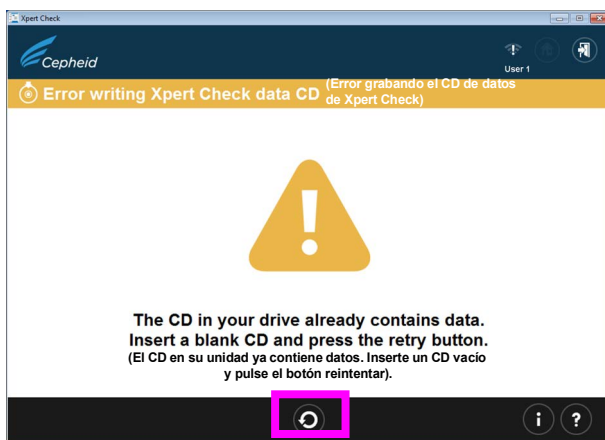 Xpert Check
Cepheid
User 1
Error writing Xpert Check data CD (Error grabando el CD de datos
de Xpert Check)
!
The CD in your drive already contains data.
Insert a blank CD and press the retry button.
(El CD en su unidad ya contiene datos. Inserte un CD vacío
y pulse el botón reintentar).
i ?